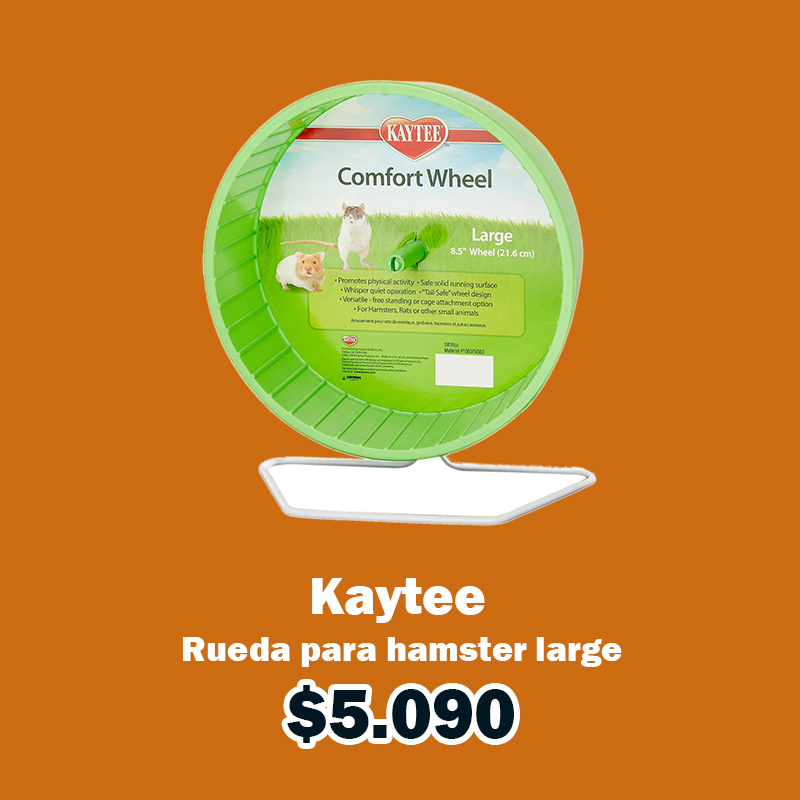 KAYTEE
Comfort Wheel
Large
8.5" Wheel (21.6 cm)
• Promotes physical activity • Safe solid running surface
• Whisper quiet operation • "Tail Safe" wheel design
• Versatile - free standing or cage attachment option
• For Hamsters, Rats or other small animals
Kaytee
Rueda para hamster large
$5.090